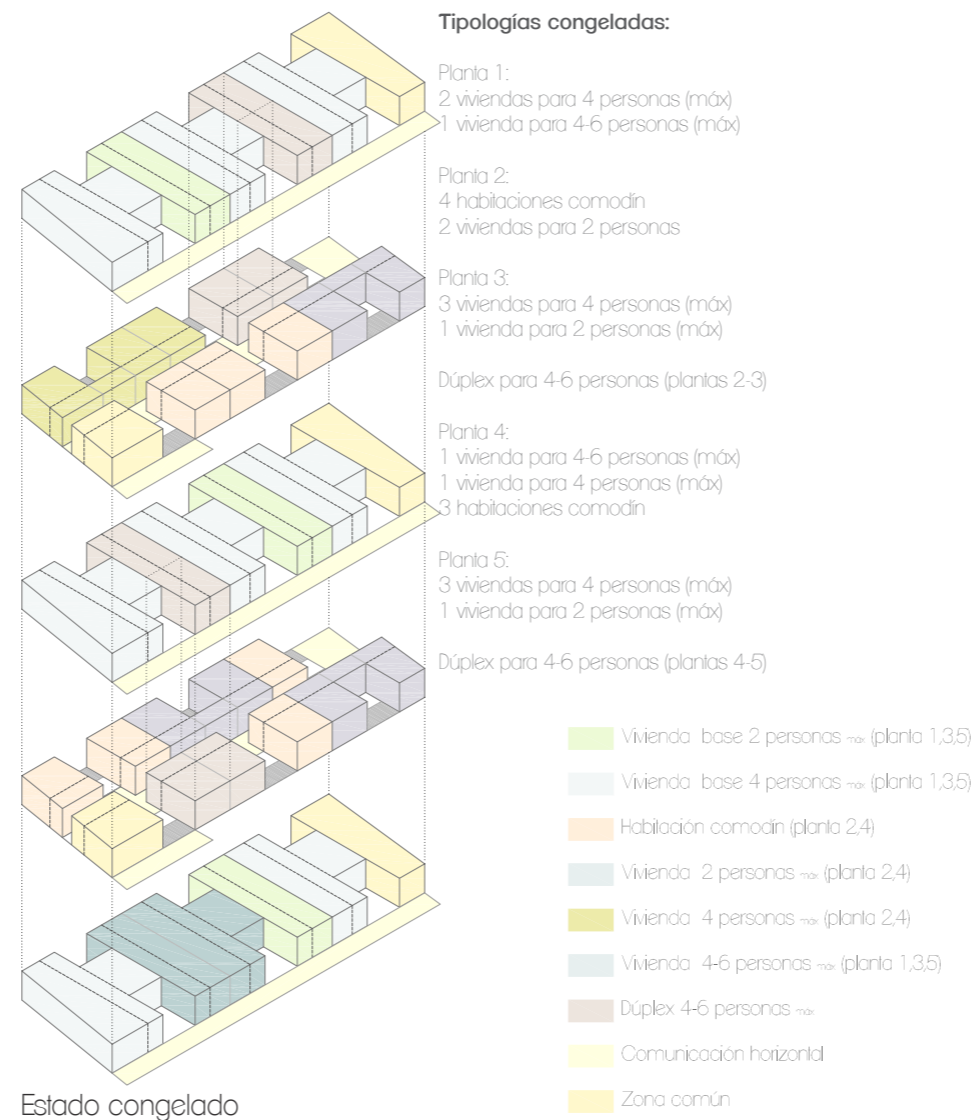 Tipologías congeladas:
Planta 1:
2 viviendas para 4 personas (máx)
1 vivienda para 4-6 personas (máx)
Planta 2:
4 habitaciones comodín
2 viviendas para 2 personas
Planta 3:
3 viviendas para 4 personas (máx)
1 vivienda para 2 personas (máx)
Dúplex para 4-6 personas (plantas 2-3)
Planta 4:
1 vivienda para 4-6 personas (máx)
1 vivienda para 4 personas (máx)
3 habitaciones comodín
Planta 5:
3 viviendas para 4 personas (máx)
1 vivienda para 2 personas (máx)
Dúplex para 4-6 personas (plantas 4-5)
Vivienda base 2 personas máx (planta 1,3,5)
Vivienda base 4 personas máx (planta 1,3,5)
Habitación comodín (planta 2,4)
Vivienda 2 personas máx (planta 2,4)
Vivienda 4 personas máx (planta 2,4)
Vivienda 4-6 personas máx (planta 1,3,5)
Dúplex 4-6 personas máx
Comunicación horizontal
Zona común
Estado congelado